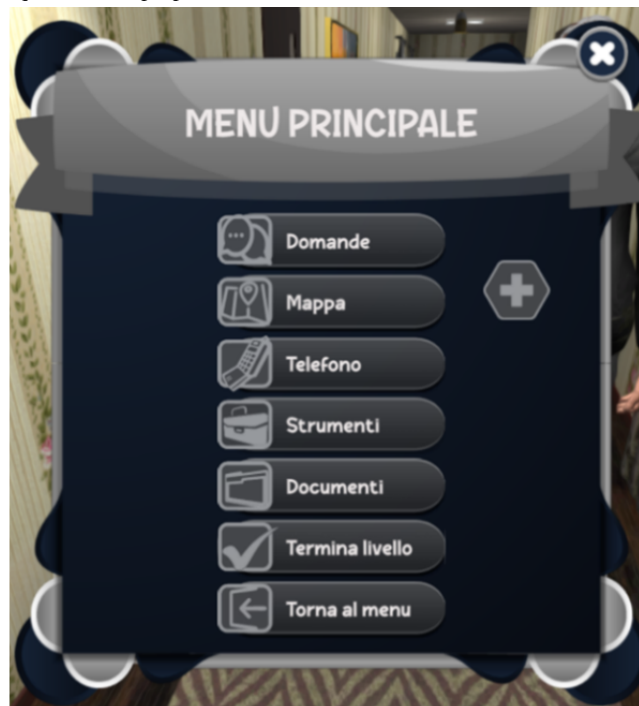 MENU PRINCIPALE
Domande
Mappa
Telefono
Strumenti
Documenti
Termina livello
Torna al menu